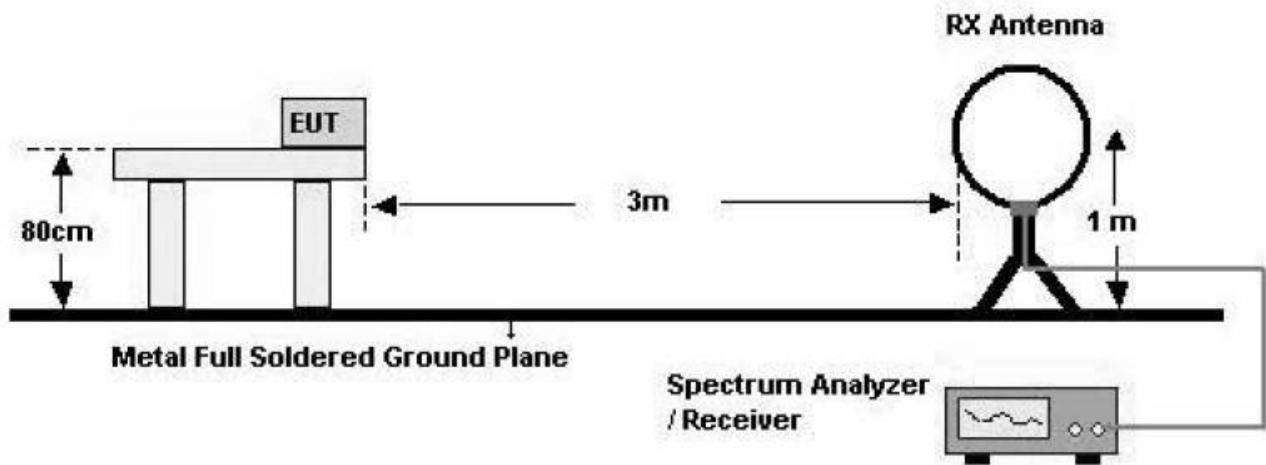 RX Antenna
EUT
3m
80cm
1 m
Metal Full Soldered Ground Plane
Spectrum Analyzer
/ Receiver